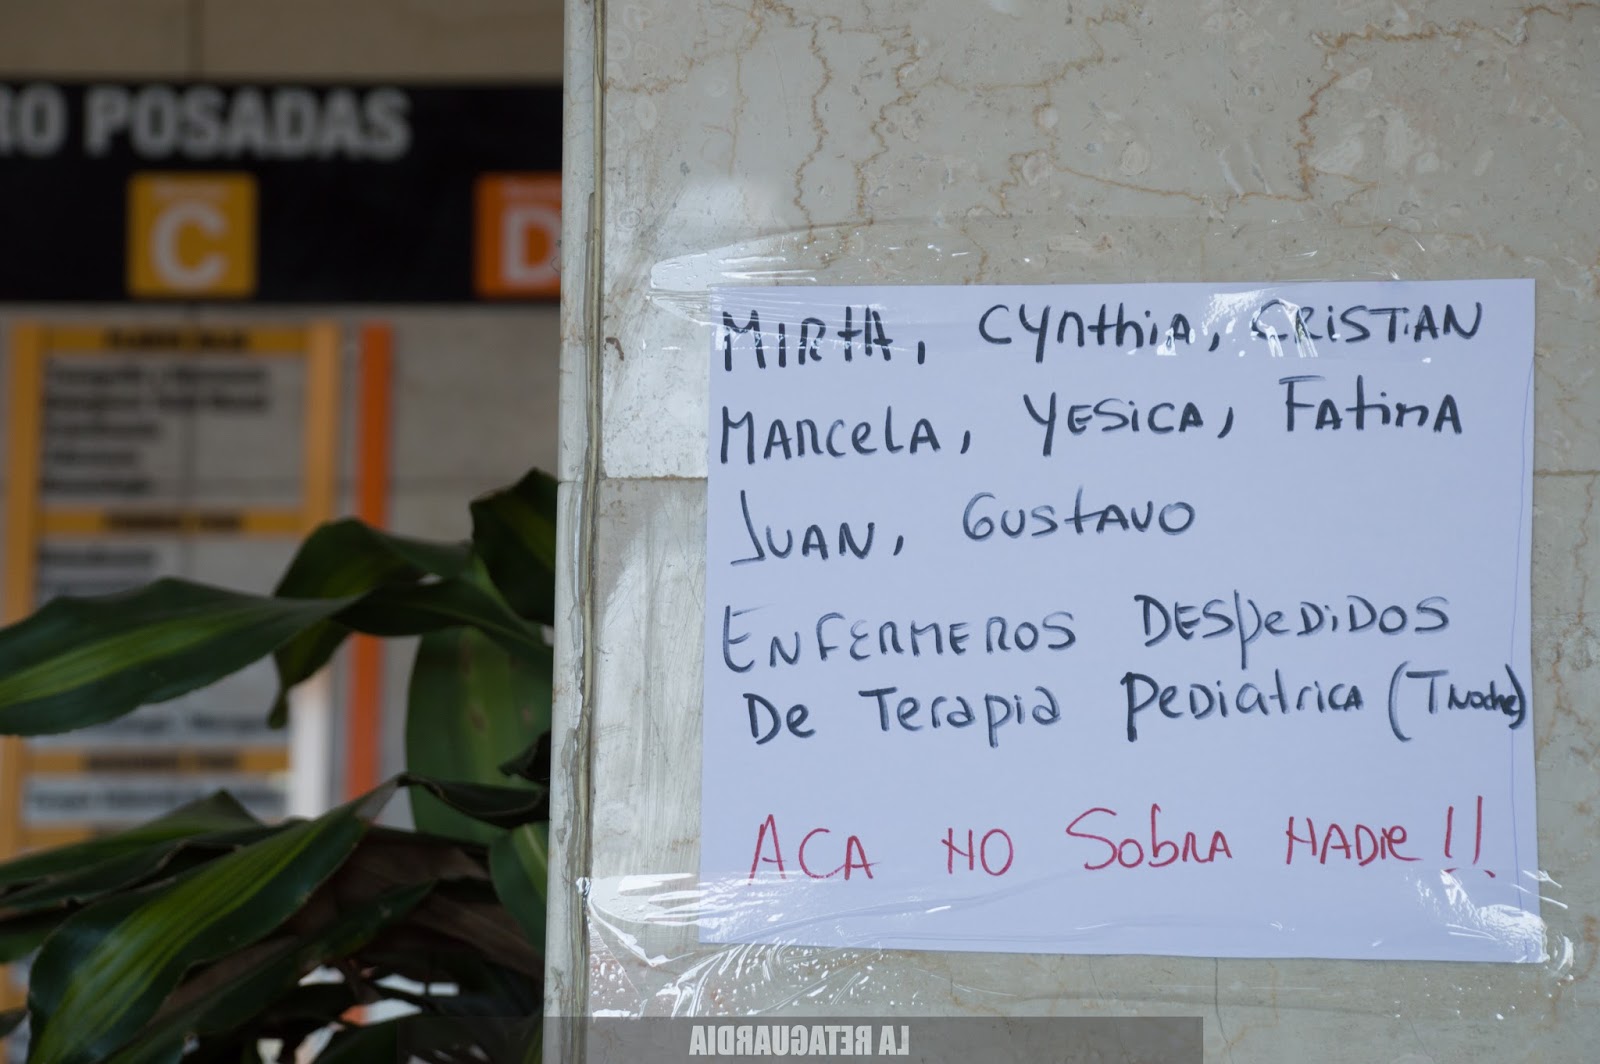 RO POSADAS
C
D
MIRTA, CYNTHIA, CRISTIAN
MARCELA, YESICA, FATIMA
JUAN, GUSTAVO
ENFERMEROS DESPEDIDOS
De TERAPIA PEDIATRICA (TNoche)
ACA NO SOBRA NADIE!!
LA RETAGUARDIA